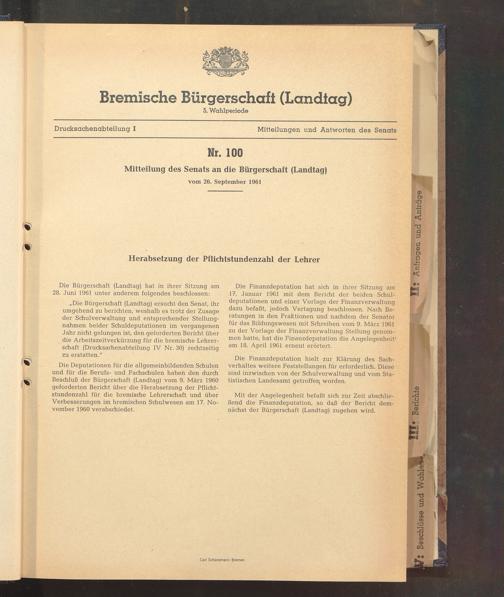 Bremische Bürgerschaft (Landtag)
5. Wahlperiode
Drucksachenabteilung I
Mitteilungen und Antworten des Senats
Nr. 100
Mitteilung des Senats an die Bürgerschaft (Landtag)
vom 26. September 1961
Herabsetzung der Pflichtstundenzahl der Lehrer
Die Bürgerschaft (Landtag) hat in ihrer Sitzung am
28. Juni 1961 unter anderem folgendes beschlossen:
„Die Bürgerschaft (Landtag) ersucht den Senat, ihr
umgehend zu berichten, weshalb es trotz der Zusage
der Schulverwaltung und entsprechender Stellung-
nahmen beider Schuldeputationen im vergangenen
Jahr nicht gelungen ist, den geforderten Bericht über
die Arbeitszeitverkürzung für die bremische Lehrer-
schaft (Drucksachenabteilung IV Nr. 30) rechtzeitig
zu erstatten."
Die Deputationen für die allgemeinbildenden Schulen
und für die Berufs- und Fachschulen haben den durch
Beschluß der Bürgerschaft (Landtag) vom 9. März 1960
geforderten Bericht über die Herabsetzung der Pflicht-
stundenzahl für die bremische Lehrerschaft und über
Verbesserungen im bremischen Schulwesen am 17. No-
vember 1960 verabschiedet.
Die Finanzdeputation hat sich in ihrer Sitzung am
17. Januar 1961 mit dem Bericht der beiden Schul-
deputationen und einer Vorlage der Finanzverwaltung
dazu befaßt, jedoch Vertagung beschlossen. Nach Be-
ratungen in den Fraktionen und nachdem der Senator
für das Bildungswesen mit Schreiben vom 9. März 1961
zu der Vorlage der Finanzverwaltung Stellung genom-
men hatte, hat die Finanzdeputation die Angelegenheit
am 18. April 1961 erneut erörtert.
Die Finanzdeputation hielt zur Klärung des Sach-
verhaltes weitere Feststellungen für erforderlich. Diese
sind inzwischen von der Schulverwaltung und vom Sta-
tistischen Landesamt getroffen worden.
Mit der Angelegenheit befaßt sich zur Zeit abschlie-
ßend die Finanzdeputation, so daß der Bericht dem-
nächst der Bürgerschaft (Landtag) zugehen wird.
Carl Schünemann Bremen
II: Anfragen und Anträge
III: Berichte
Beschlüsse und Wahlen